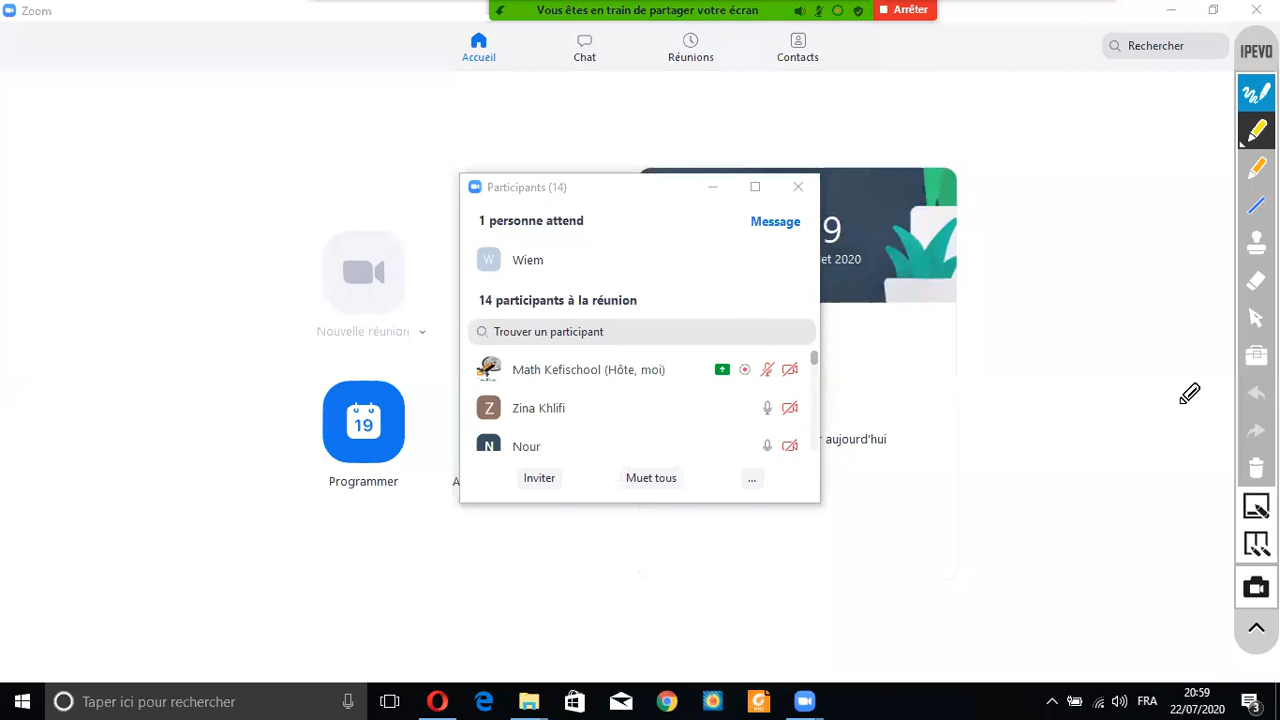 Zoom
Vous êtes en train de partager votre écran
Arrêter
Accueil
Chat
Réunions
Contacts
Rechercher
IPEVO
Participants (14)
1 personne attend
Message
W
Wiem
9
et 2020
14 participants à la réunion
Trouver un participant
Nouvelle réunion
Math Kefischool (Hôte, moi)
Z
Zina Khlifi
N
Nour
19
aujourd'hui
Inviter
Muet tous
...
Programmer
A
Taper ici pour rechercher
FRA
20:59
22/07/2020
3